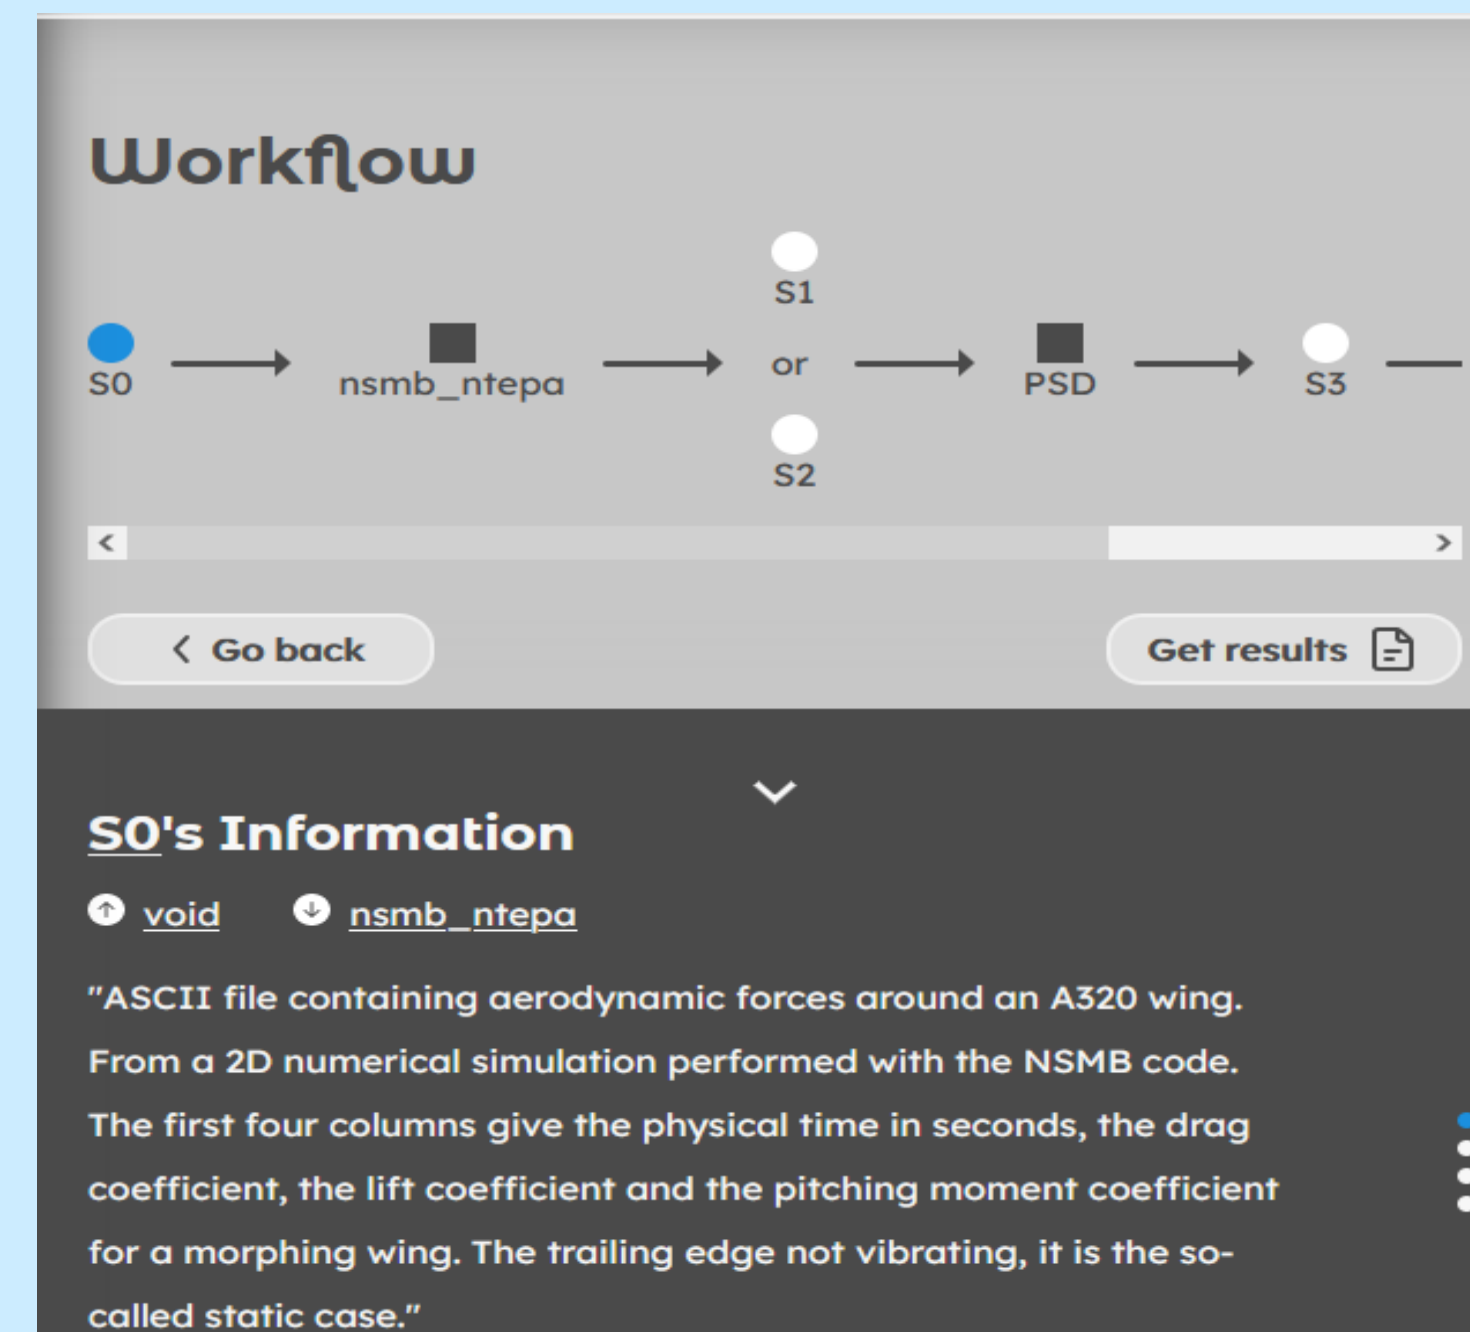 Workflow
S1
S0
nsmb_ntepa
or
PSD
S3
S2
< >
< Go back
Get results
S0's Information
void nsmb_ntepa
"ASCII file containing aerodynamic forces around an A320 wing.
From a 2D numerical simulation performed with the NSMB code.
The first four columns give the physical time in seconds, the drag
coefficient, the lift coefficient and the pitching moment coefficient
for a morphing wing. The trailing edge not vibrating, it is the so-
called static case."